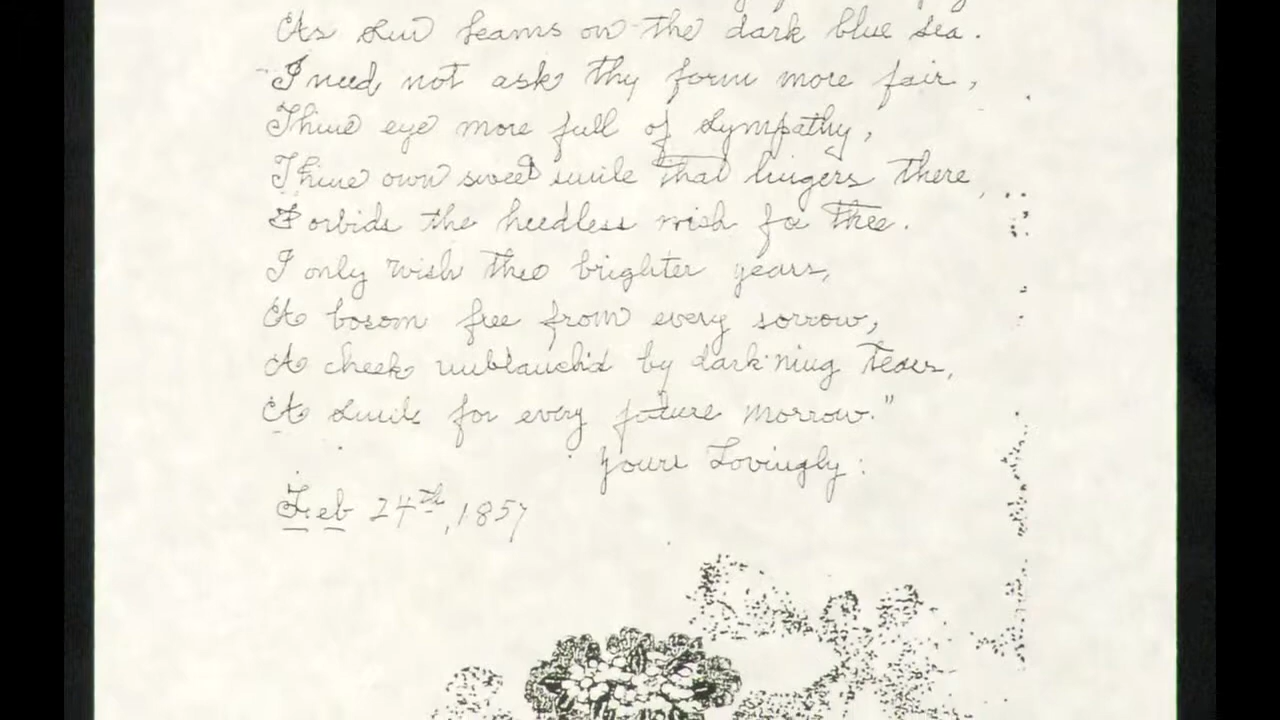 As sun beams on the dark blue sea.
I need not ask thy form more fair,
Thine eye more full of sympathy,
Thine own sweet smile that lingers there,
Forbids the heedless wish for thee.
I only wish thee brighter years,
A bosom free from every sorrow,
A cheek unblanch'd by dark'ning tears,
A smile for every future morrow."
Yours Lovingly:
Feb 24th, 1857